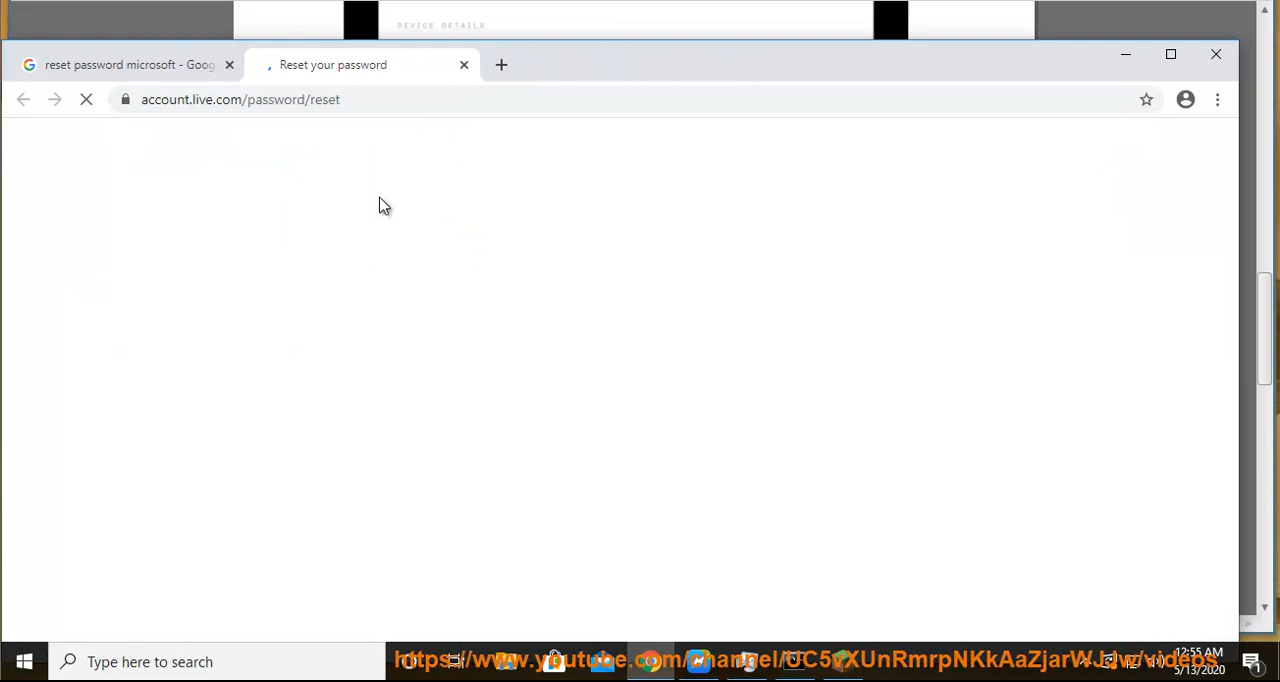 DEVICE DETAILS
reset password microsoft - Goog
Reset your password
account.live.com/password/reset
Type here to search
12:55 AM
5/13/2020
1